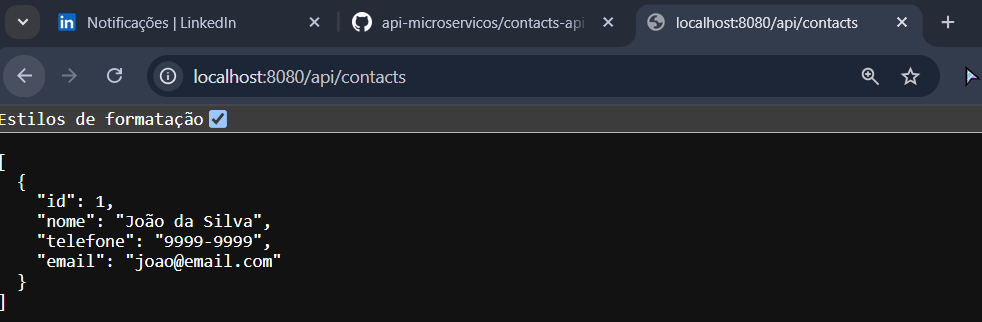 Notificações | LinkedIn
api-microservicos/contacts-api
localhost:8080/api/contacts
localhost:8080/api/contacts
Estilos de formatação
[
  {
    "id": 1,
    "nome": "João da Silva",
    "telefone": "9999-9999",
    "email": "joao@email.com"
  }
]